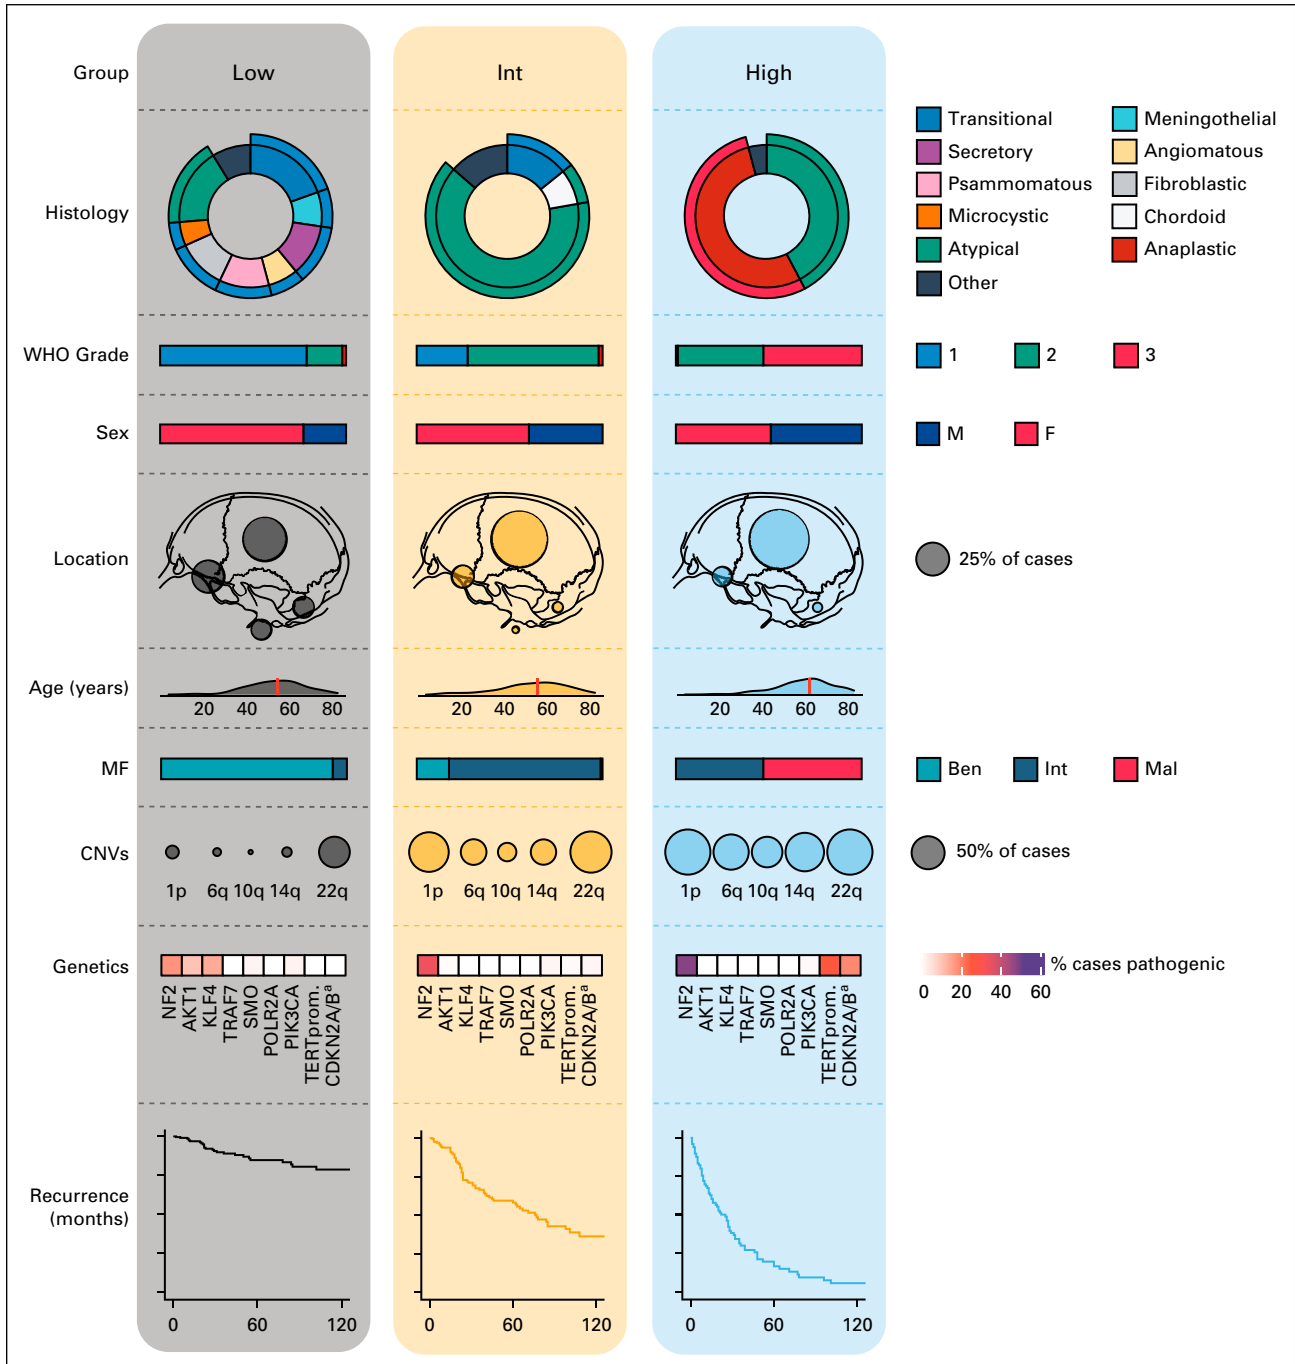 Group
Low
Int
High
Histology
Transitional
Meningothelial
Secretory
Angiomatous
Psammomatous
Fibroblastic
Microcystic
Chordoid
Atypical
Anaplastic
Other
WHO Grade
1
2
3
Sex
M
F
Location
25% of cases
Age (years)
20 40 60 80
20 40 60 80
20 40 60 80
MF
Ben
Int
Mal
CNVs
1p 6q 10q 14q 22q
1p 6q 10q 14q 22q
1p 6q 10q 14q 22q
50% of cases
Genetics
NF2
AKT1
KLF4
TRAF7
SMO
POLR2A
PIK3CA
TERTprom.
CDKN2A/Bª
NF2
AKT1
KLF4
TRAF7
SMO
POLR2A
PIK3CA
TERTprom.
CDKN2A/Bª
NF2
AKT1
KLF4
TRAF7
SMO
POLR2A
PIK3CA
TERTprom.
CDKN2A/Bª
% cases pathogenic
0 20 40 60
Recurrence
(months)
0 60 120
0 60 120
0 60 120